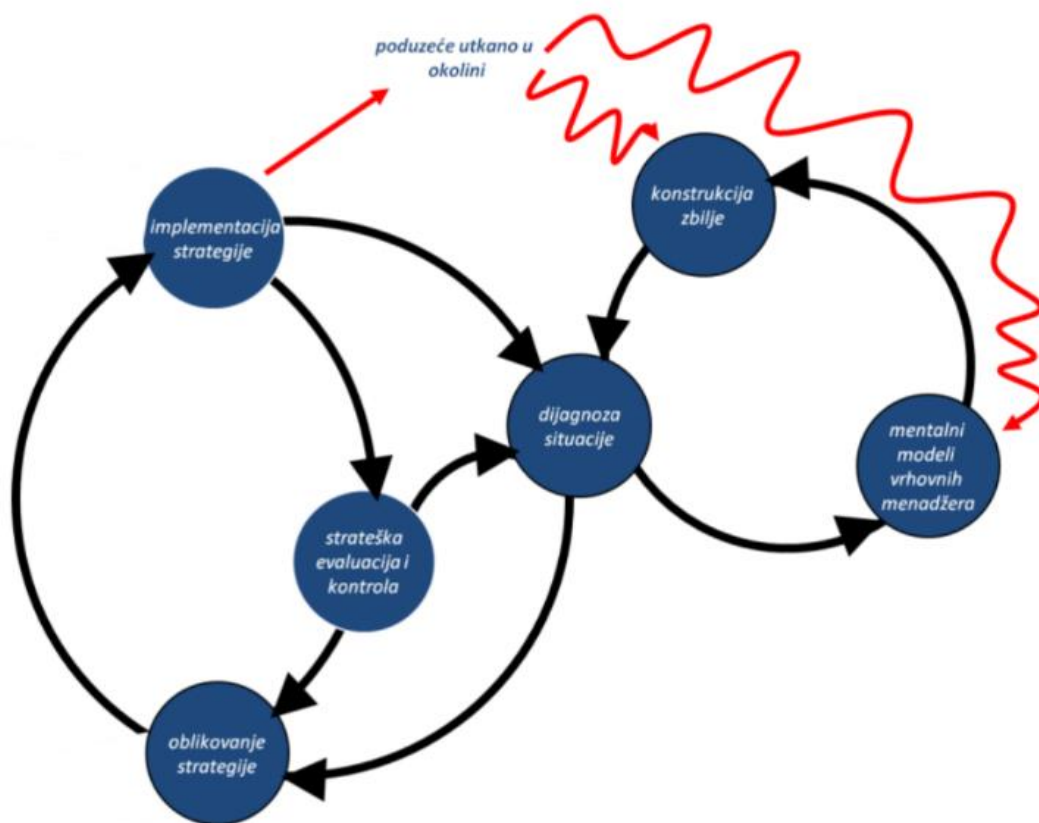 poduzeće utkano u
okolini
konstrukcija
zbilje
implementacija
strategije
dijagnoza
situacije
mentalni
modeli
vrhovnih
menadžera
strateška
evaluacija i
kontrola
oblikovanje
strategije